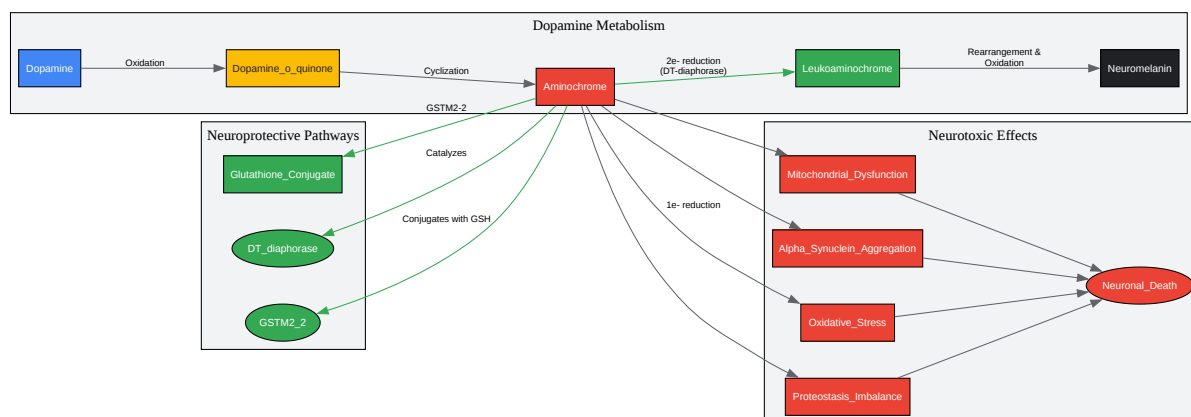 Dopamine Metabolism
Dopamine
Oxidation
Dopamine_o_quinone
Cyclization
Aminochrome
2e- reduction
(DT-diaphorase)
Leukoaminochrome
Rearrangement &
Oxidation
Neuromelanin
GSTM2-2
Neuroprotective Pathways
Glutathione_Conjugate
Catalyzes
DT_diaphorase
Conjugates with GSH
GSTM2_2
1e- reduction
Neurotoxic Effects
Mitochondrial_Dysfunction
Alpha_Synuclein_Aggregation
Neuronal_Death
Oxidative_Stress
Proteostasis_Imbalance